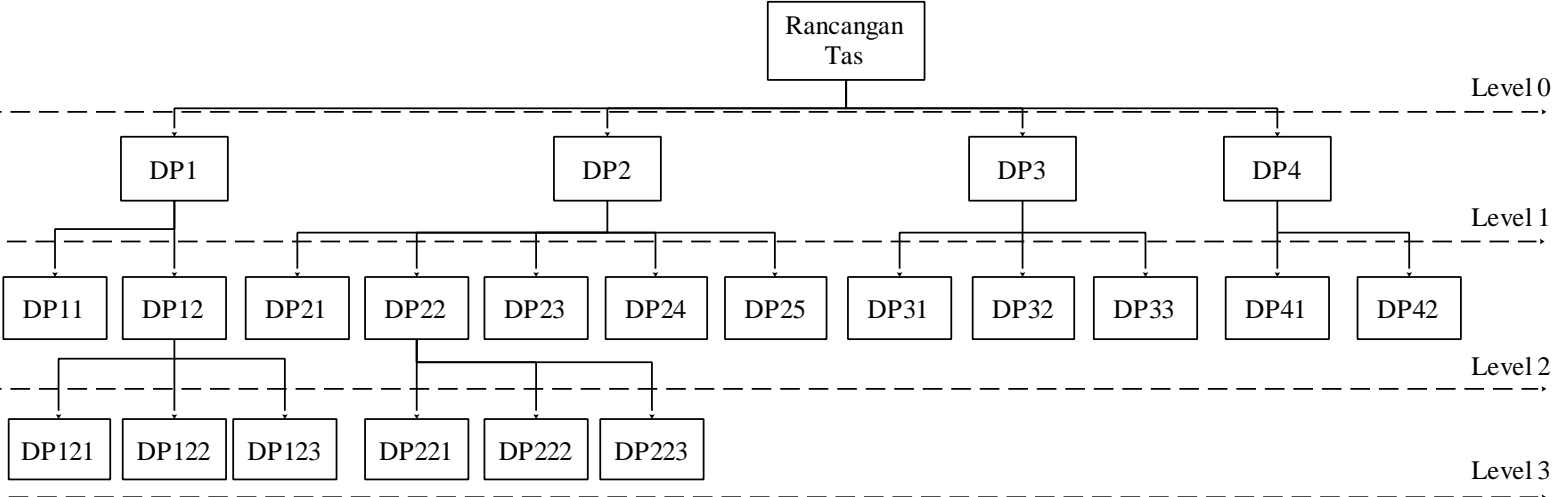 Rancangan
Tas
Level 0
DP1
DP2
DP3
DP4
Level 1
DP11
DP12
DP21
DP22
DP23
DP24
DP25
DP31
DP32
DP33
DP41
DP42
Level 2
DP121
DP122
DP123
DP221
DP222
DP223
Level 3